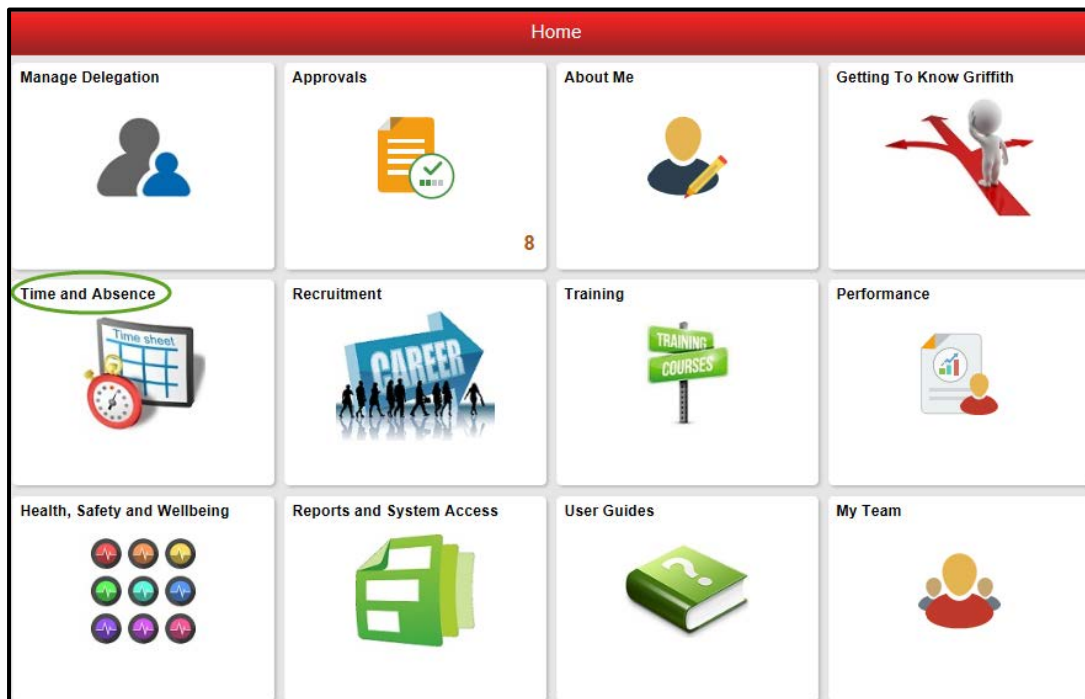 Home
Manage Delegation
Approvals
About Me
Getting To Know Griffith
8
Time and Absence
Recruitment
Training
Performance
Time sheet
CAREER
TRAINING
COURSES
Health, Safety and Wellbeing
Reports and System Access
User Guides
My Team
?